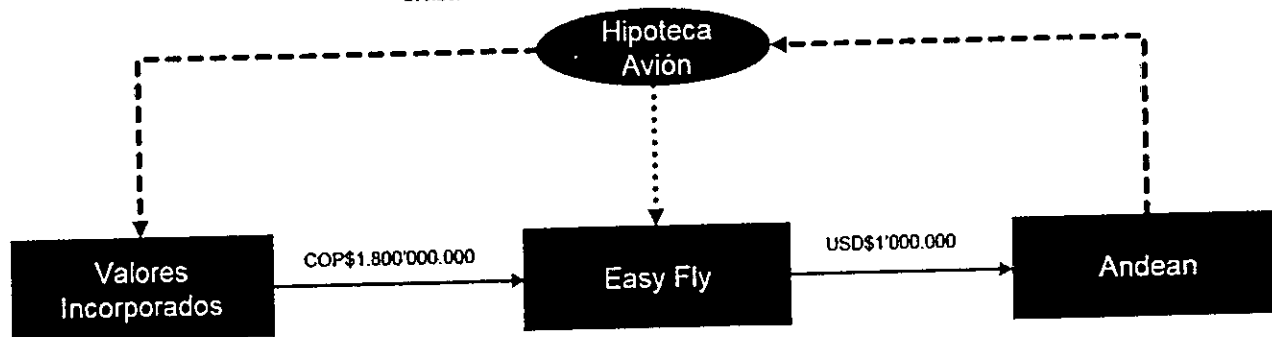 Hipoteca
Avión
Valores
Incorporados
COP$1.800'000.000
Easy Fly
USD$1'000.000
Andean